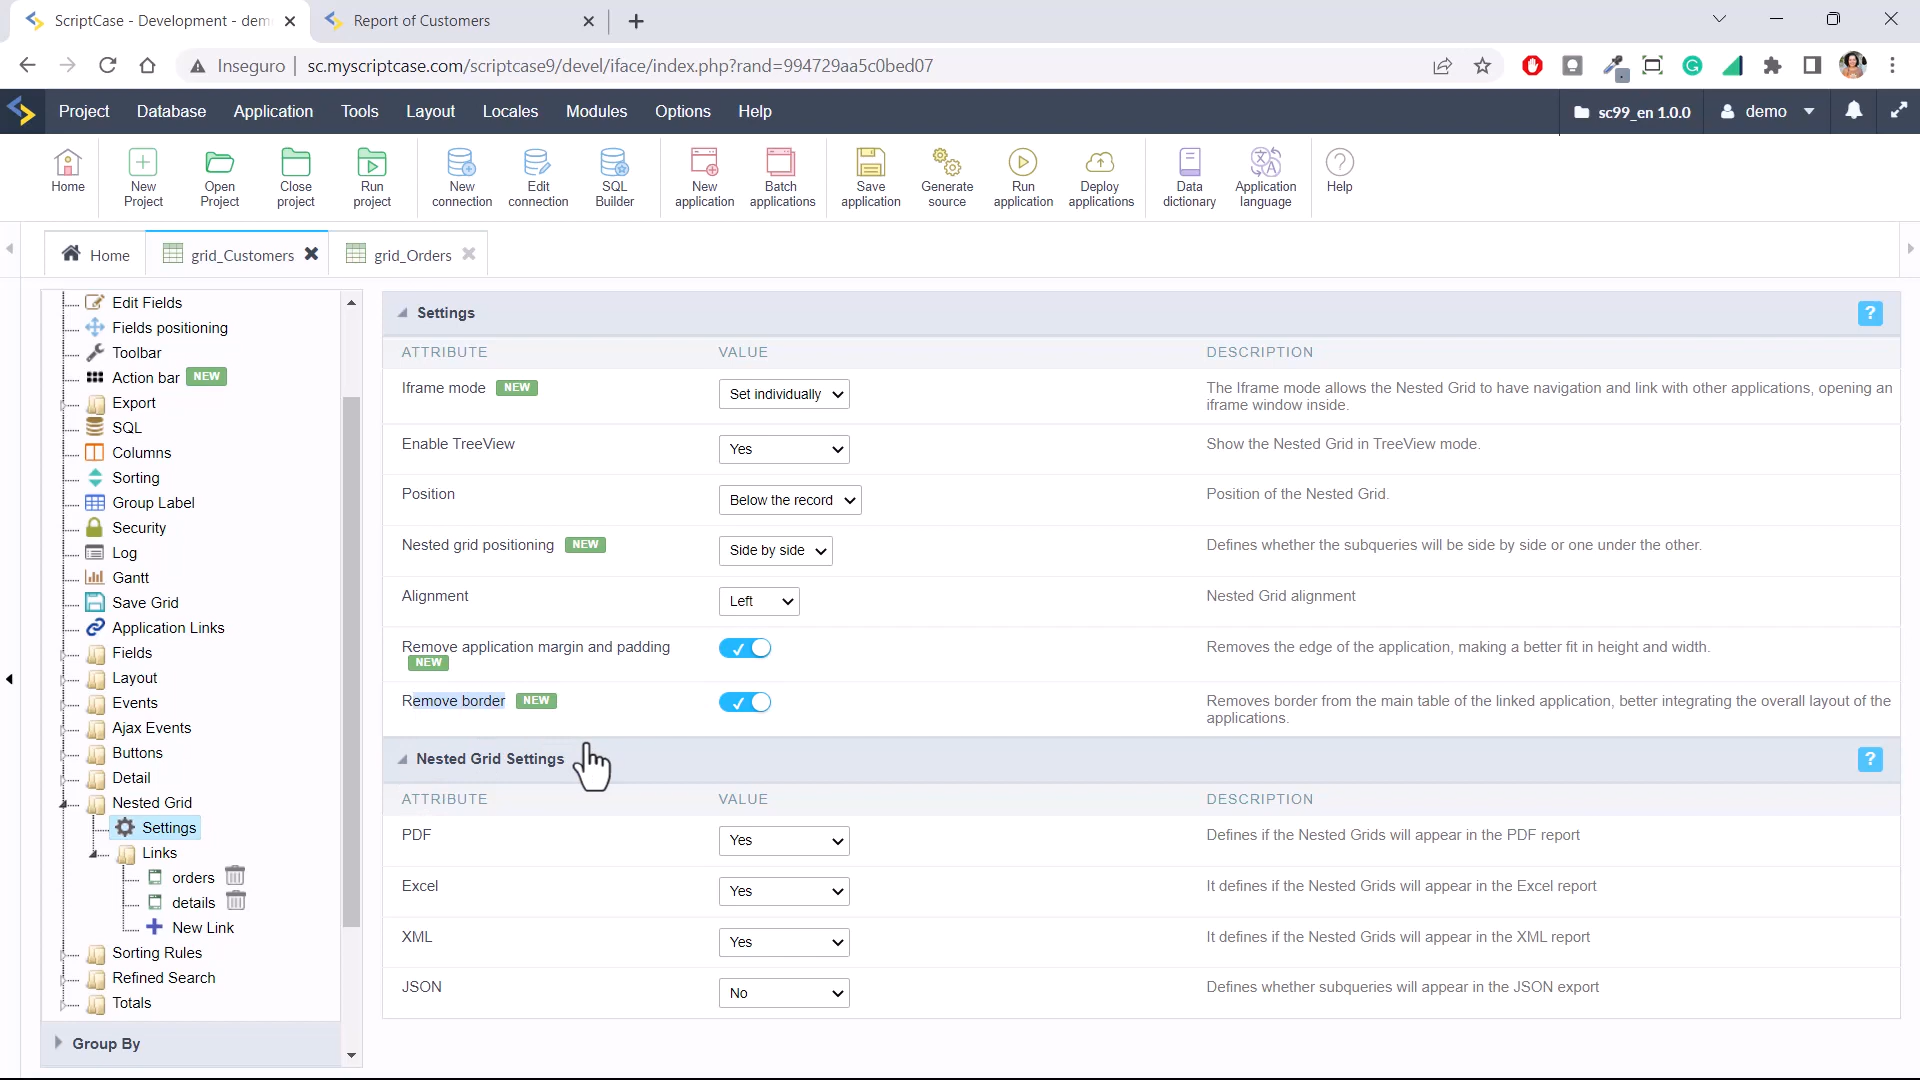 ScriptCase - Development - dem
Report of Customers
Inseguro
sc.myscriptcase.com/scriptcase9/devel/iface/index.php?rand=994729aa5c0bed07
Project
Database
Application
Tools
Layout
Locales
Modules
Options
Help
sc99_en 1.0.0
demo
Home
New Project
Open Project
Close project
Run project
New connection
Edit connection
SQL Builder
New application
Batch applications
Save application
Generate source
Run application
Deploy applications
Data dictionary
Application language
Help
Home
grid_Customers
grid_Orders
Edit Fields
Fields positioning
Toolbar
Action bar NEW
Export
SQL
Columns
Sorting
Group Label
Security
Log
Gantt
Save Grid
Application Links
Fields
Layout
Events
Ajax Events
Buttons
Detail
Nested Grid
Settings
Links
orders
details
New Link
Sorting Rules
Refined Search
Totals
Group By
Settings
?
ATTRIBUTE VALUE DESCRIPTION
Iframe mode NEW Set individually The Iframe mode allows the Nested Grid to have navigation and link with other applications, opening an
iframe window inside.
Enable TreeView Yes Show the Nested Grid in TreeView mode.
Position Below the record Position of the Nested Grid.
Nested grid positioning NEW Side by side Defines whether the subqueries will be side by side or one under the other.
Alignment Left Nested Grid alignment
Remove application margin and padding Removes the edge of the application, making a better fit in height and width.
NEW
Remove border NEW Removes border from the main table of the linked application, better integrating the overall layout of the
applications.
Nested Grid Settings
?
ATTRIBUTE VALUE DESCRIPTION
PDF Yes Defines if the Nested Grids will appear in the PDF report
Excel Yes It defines if the Nested Grids will appear in the Excel report
XML Yes It defines if the Nested Grids will appear in the XML report
JSON No Defines whether subqueries will appear in the JSON export